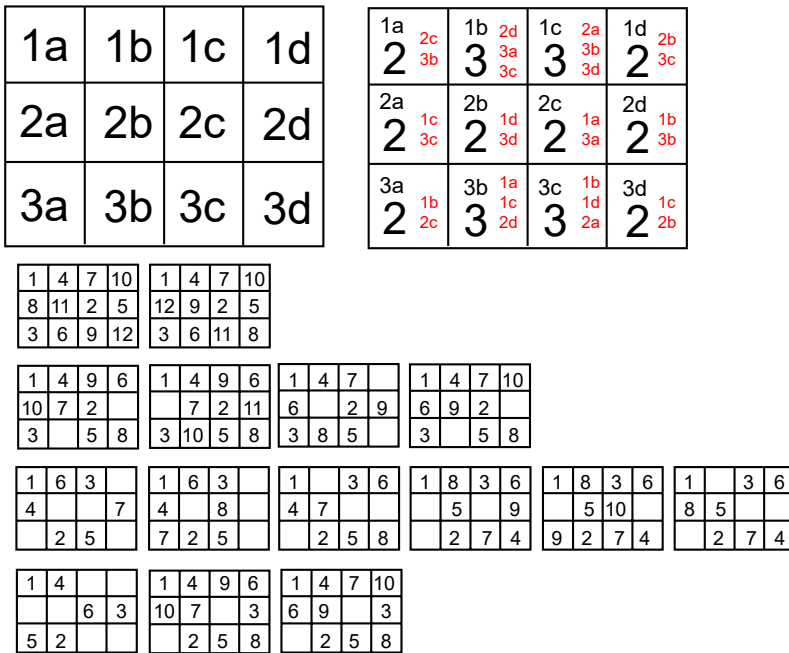 1a 1b 1c 1d
2a 2b 2c 2d
3a 3b 3c 3d
1a 2 2c 3b 1b 3 2d 3a 3c 1c 3 2a 3b 3d 1d 2 2b 3c
2a 2 1c 3c 2b 2 1d 3d 2c 2 1a 3a 2d 2 1b 3b
3a 2 1b 2c 3b 3 1a 1c 2d 3c 3 1b 1d 2a 3d 2 1c 2b
1 4 7 10 1 4 7 10
8 11 2 5 12 9 2 5
3 6 9 12 3 6 11 8
1 4 9 6 1 4 9 6 1 4 7 1 4 7 10
10 7 2 7 2 11 6 2 9 6 9 2
3 5 8 3 10 5 8 3 8 5 3 5 8
1 6 3 1 6 3 1 3 6 1 8 3 6 1 8 3 6 1 3 6
4 7 4 8 4 7 5 9 5 10 8 5
2 5 7 2 5 2 5 8 2 7 4 9 2 7 4 2 7 4
1 4 1 4 9 6 1 4 7 10
6 3 10 7 3 6 9 3
5 2 2 5 8 2 5 8